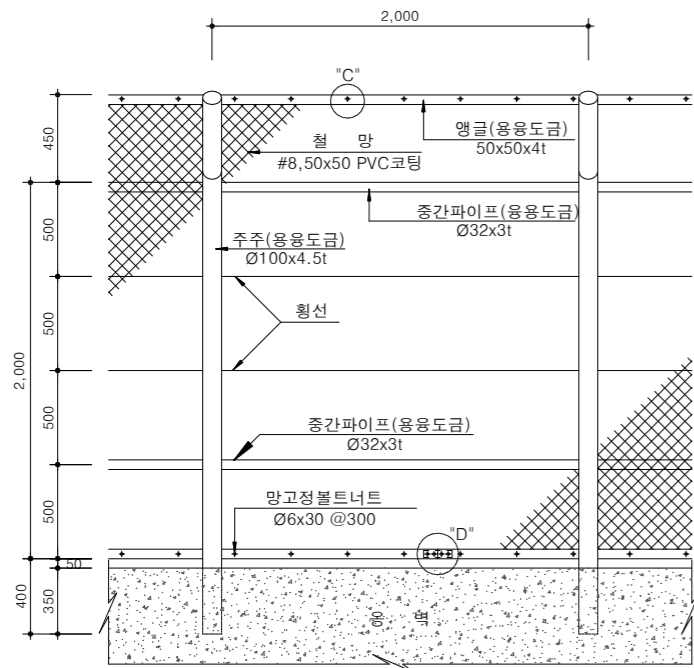 2,000
"C"
450
앵글(용융도금)
50x50x4t
철 망
#8,50x50 PVC코팅
500
중간파이프(용융도금)
Ø32x3t
주주(용융도금)
Ø100x4.5t
500
횡선
2,000
500
중간파이프(용융도금)
Ø32x3t
500
망고정볼트너트
Ø6x30 @300
"D"
50
400
350
옹 벽